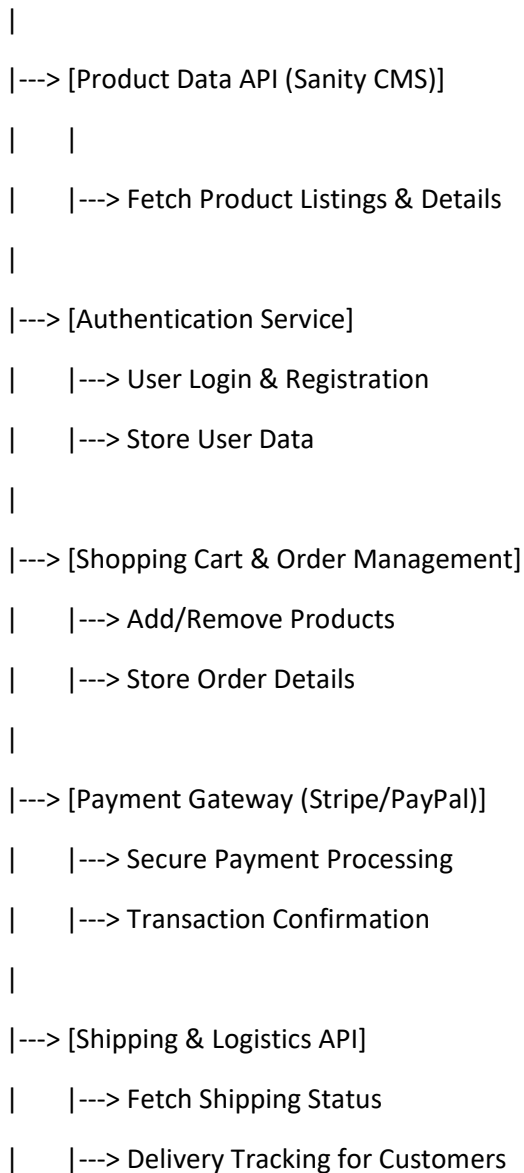 |
|---> [Product Data API (Sanity CMS)]
| |
| |---> Fetch Product Listings & Details
|
|---> [Authentication Service]
| |---> User Login & Registration
| |---> Store User Data
|
|---> [Shopping Cart & Order Management]
| |---> Add/Remove Products
| |---> Store Order Details
|
|---> [Payment Gateway (Stripe/PayPal)]
| |---> Secure Payment Processing
| |---> Transaction Confirmation
|
|---> [Shipping & Logistics API]
| |---> Fetch Shipping Status
| |---> Delivery Tracking for Customers